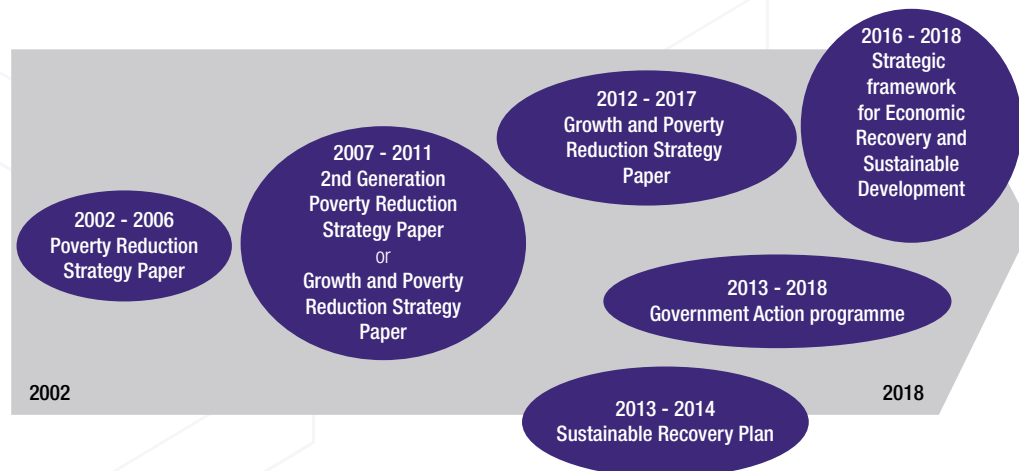 2002 - 2006
Poverty Reduction
Strategy Paper
2007 - 2011
2nd Generation
Poverty Reduction
Strategy Paper
or
Growth and Poverty
Reduction Strategy
Paper
2012 - 2017
Growth and Poverty
Reduction Strategy
Paper
2016 - 2018
Strategic
framework
for Economic
Recovery and
Sustainable
Development
2013 - 2018
Government Action programme
2013 - 2014
Sustainable Recovery Plan
2002
2018